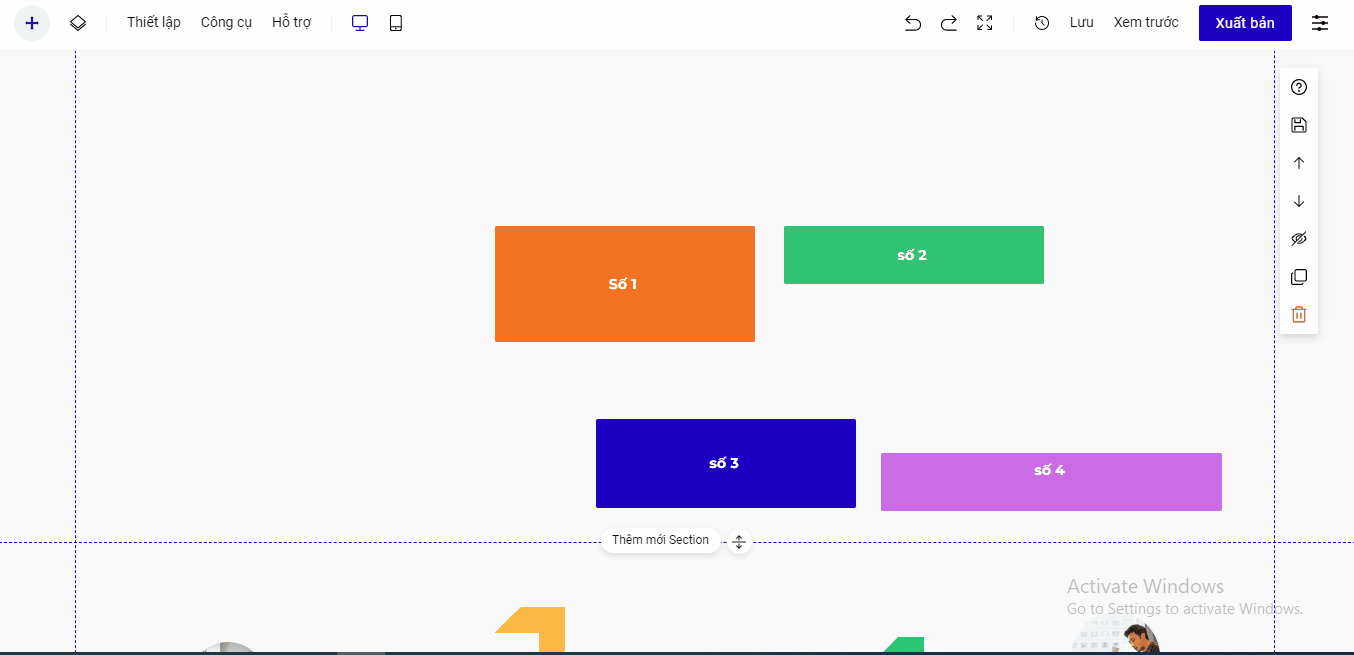 Thiết lập Công cụ Hỗ trợ Lưu Xem trước Xuất bản
Số 1
số 2
số 3
số 4
Thêm mới Section
Activate Windows
Go to Settings to activate Windows.